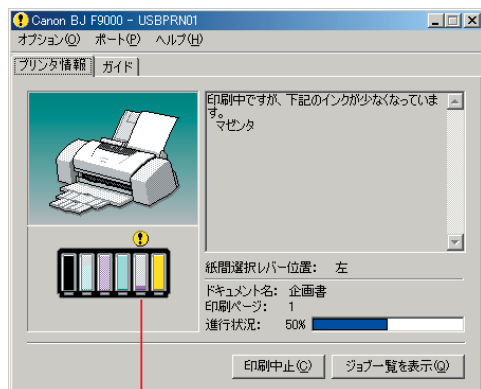 Canon BJ F9000 - USBPRN01
オプション(O) ポート(P) ヘルプ(H)
プリンタ情報 ガイド
印刷中ですが、下記のインクが少なくなっていま
す。
マゼンタ
紙間選択レバー位置： 左
ドキュメント名： 企画書
印刷ページ： 1
進行状況： 50%
印刷中止(C) ジョブ一覧を表示(Q)